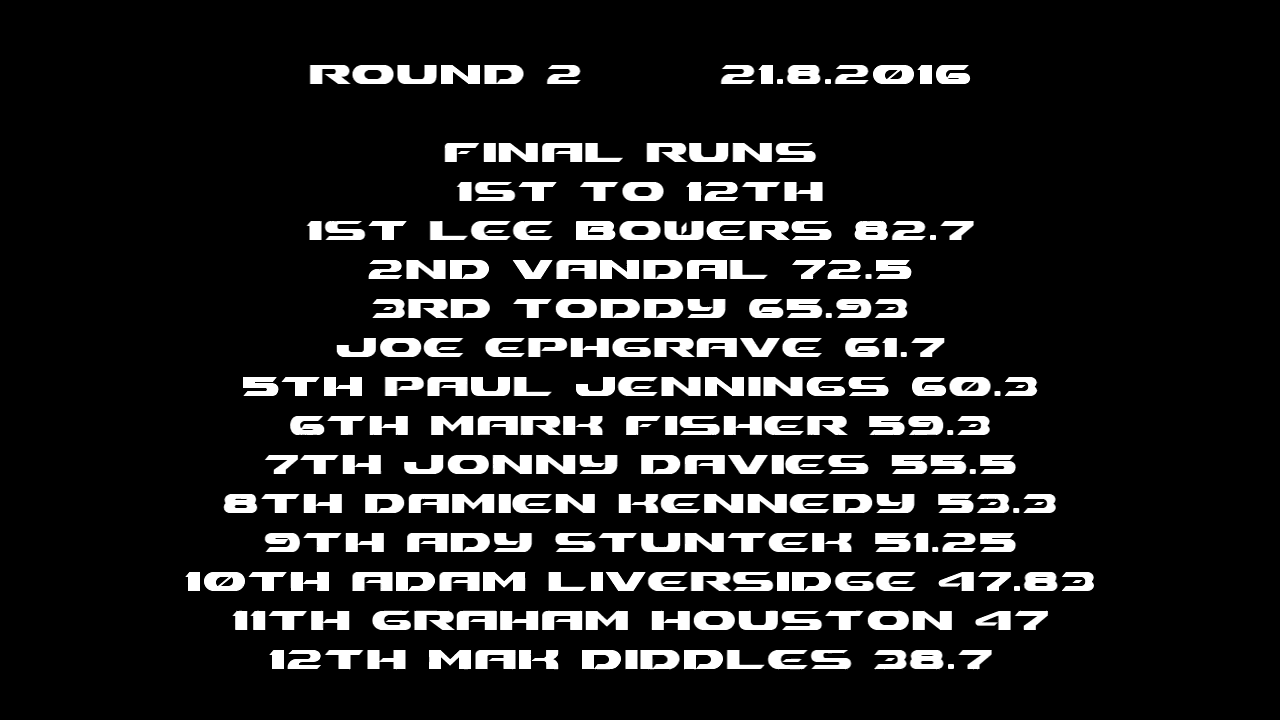 ROUND 2 21.8.2016
FINAL RUNS
1ST TO 12TH
1ST LEE BOWERS 82.7
2ND VANDAL 72.5
3RD TODDY 65.93
JOE EPHGRAVE 61.7
5TH PAUL JENNINGS 60.3
6TH MARK FISHER 59.3
7TH JONNY DAVIES 55.5
8TH DAMIEN KENNEDY 53.3
9TH ADY STUNTEK 51.25
10TH ADAM LIVERSIDGE 47.83
11TH GRAHAM HOUSTON 47
12TH MAK DIDDLES 38.7